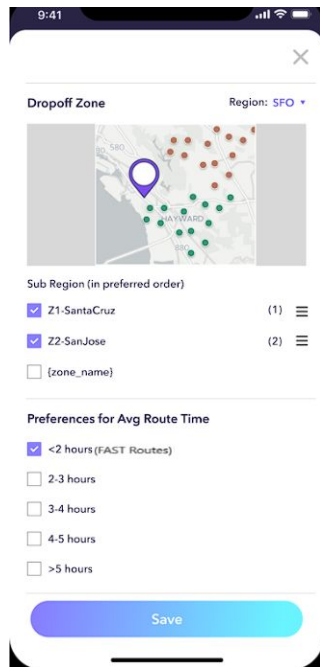 9:41
Dropoff Zone Region: SFO
580
HAYWARD
880
Sub Region (in preferred order)
Z1-SantaCruz (1)
Z2-SanJose (2)
{zone_name}
Preferences for Avg Route Time
<2 hours (FAST Routes)
2-3 hours
3-4 hours
4-5 hours
>5 hours
Save